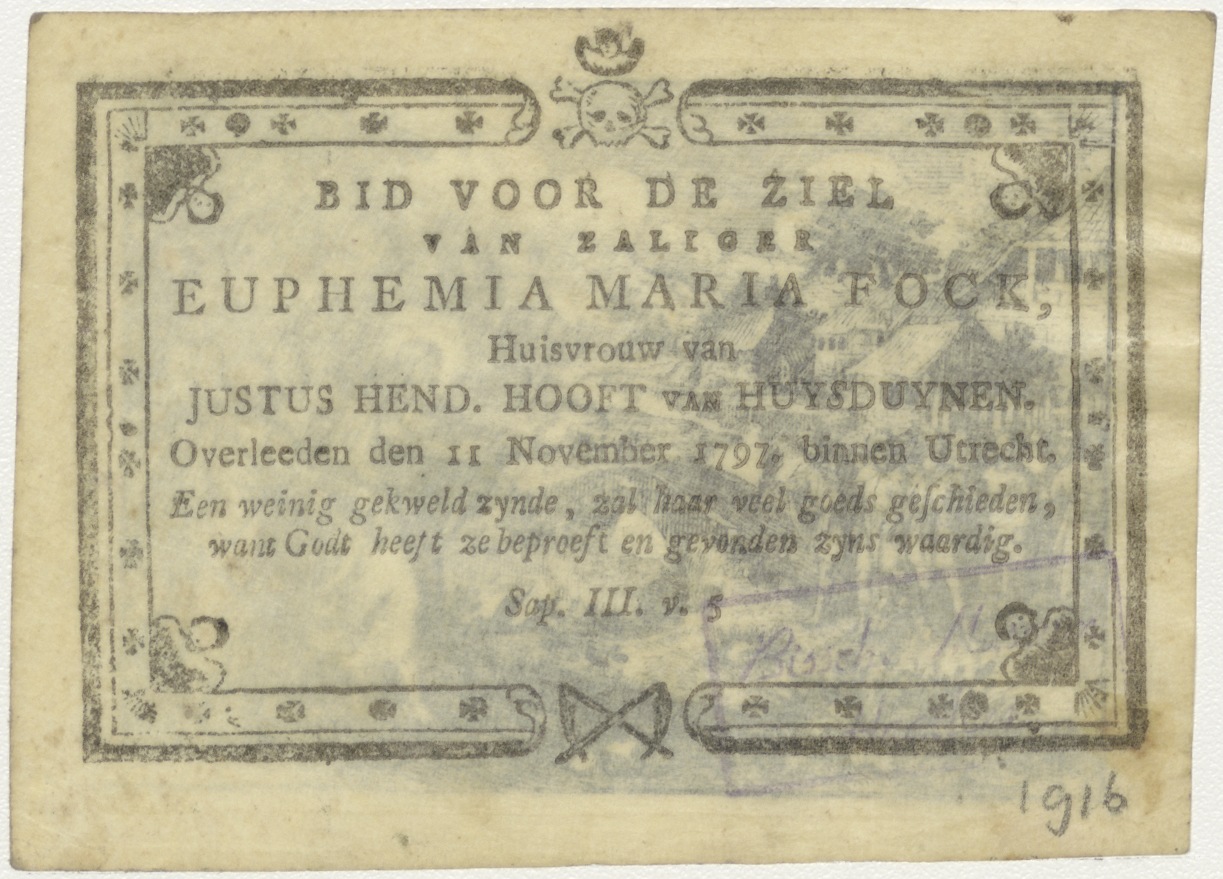 BID VOOR DE ZIEL
VAN ZALIGER
EUPHEMIA MARIA FOCK,
Huisvrouw van
JUSTUS HEND. HOOFT VAN HUYSDUYNEN.
Overleeden den 11 November 1797, binnen Utrecht.
Een weinig gekweld zynde, zal haar veel goeds geſchieden,
want Godt heeft ze beproeft en gevonden zyns waardig.
Sap. III. v. 5
1916